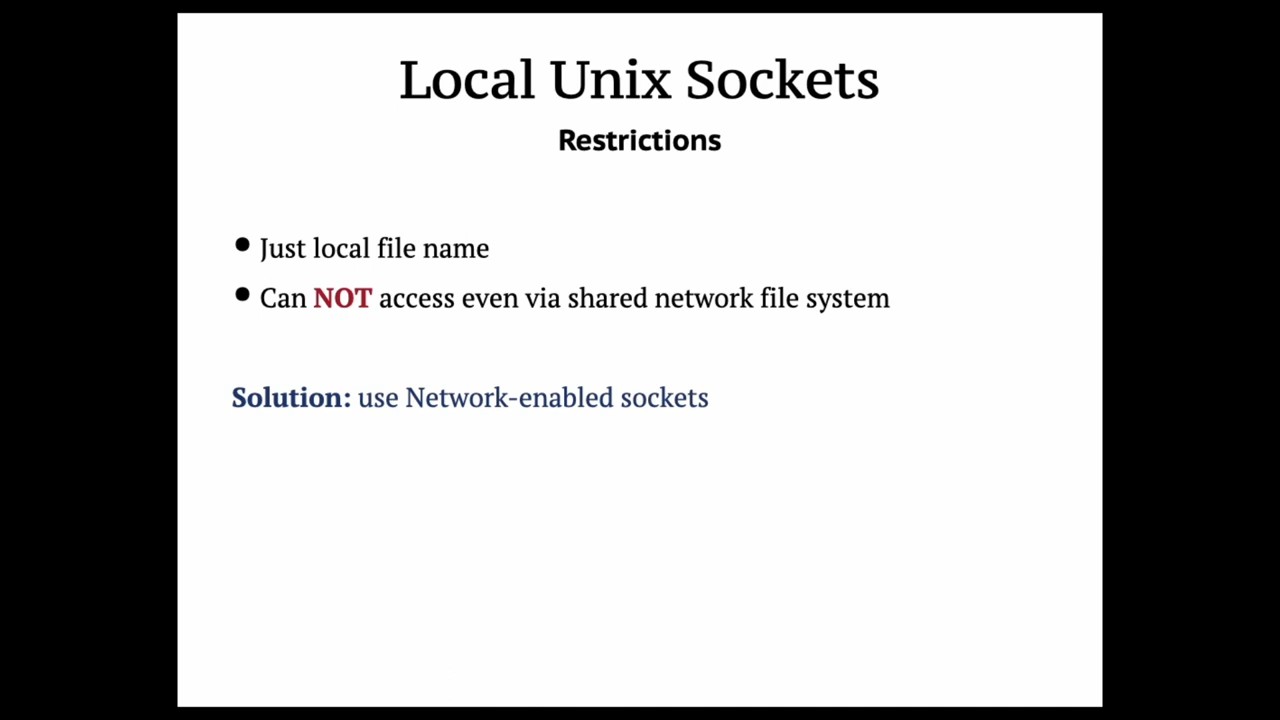 Local Unix Sockets
Restrictions
• Just local file name
• Can NOT access even via shared network file system
Solution: use Network-enabled sockets